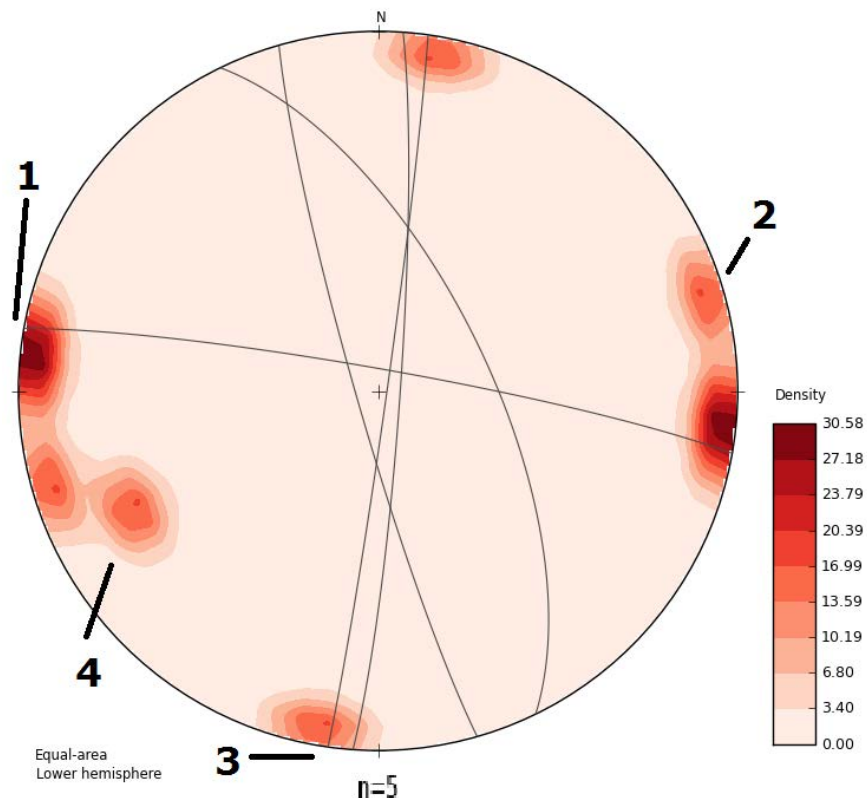 N
1
2
Density
30.58
27.18
23.79
20.39
16.99
13.59
10.19
6.80
3.40
0.00
4
3
Equal-area
Lower hemisphere
n=5